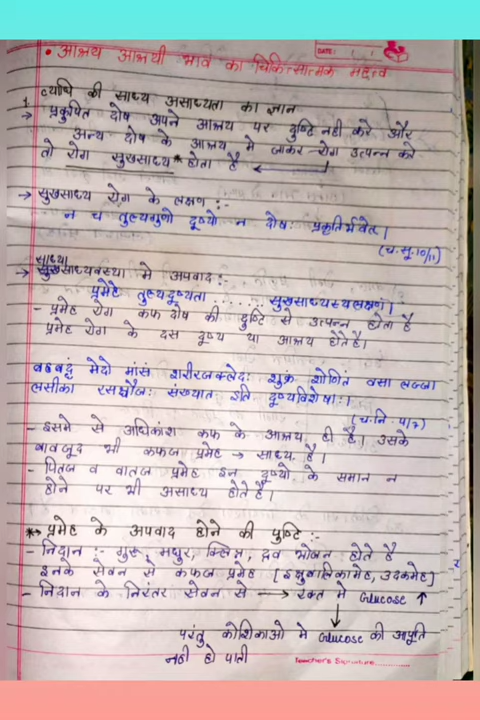 • आश्रय आश्रयी भाव का चिकित्सात्मक महत्व
DATE:
1 व्याधि की साध्य असाध्यता का ज्ञान
→ प्रकुपित दोष अपने आश्रय पर दुष्टि नही करे और
अन्य दोष के आश्रय मे जाकर रोग उत्पन्न करे
तो रोग सुखसाध्य * होता है ←
→ सुखसाध्य रोग के लक्षण :-
न च तुल्यगुणो दूष्यो न दोषः प्रकृतिर्भवेत।
(च.सू.10/11)
साध्या
→ सुखसाध्यवस्था मे अपवाद :
प्रमेहे तुल्यदूष्यता ........ सुखसाध्यस्यलक्षणं।
- प्रमेह रोग कफ दोष की दुष्टि से उत्पन्न होता है
प्रमेह रोग के दस दूष्य या आश्रय होते है।
बहवद्दं मेदो मांसं शरीरजक्लेदः शुक्रं शोणितं वसा लज्जा
लसीका रसश्चौजः संख्यात इति दूष्यविशेषाः।
(च.नि. 4/7)
- इसमे से अधिकांश कफ के आश्रय ही है। उसके
बावजूद भी कफज प्रमेह → साध्य है।
- पितज व वातज प्रमेह इन दूष्यो के समान न
होने पर भी असाध्य होते है।
*→ प्रमेह के अपवाद होने की पुष्टि :-
- निदान :- गुरू, मधुर, क्लिन्न, द्रव भोजन होते है
इनके सेवन से कफज प्रमेह [इक्षुवालिकामेह, उदकमेह]
- निदान के निरंतर सेवन से → रक्त मे Glucose ↑
↓
परंतु कोशिकाओ मे Glucose की आपूर्ति
नही हो पाती
Teacher's Signature..............